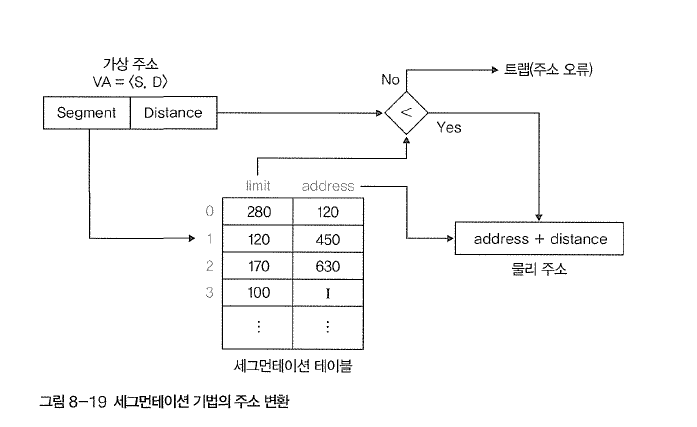 가상 주소
VA = ⟨S, D⟩
Segment Distance
No
트랩(주소 오류)
<
Yes
limit address
0 280 120
1 120 450
2 170 630
3 100 I
⋮ ⋮
address + distance
물리 주소
세그먼테이션 테이블
그림 8-19 세그먼테이션 기법의 주소 변환